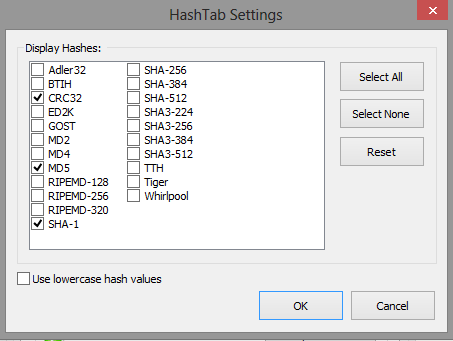 HashTab Settings
Display Hashes:
Adler32
BTIH
CRC32
ED2K
GOST
MD2
MD4
MD5
RIPEMD-128
RIPEMD-256
RIPEMD-320
SHA-1
SHA-256
SHA-384
SHA-512
SHA3-224
SHA3-256
SHA3-384
SHA3-512
TTH
Tiger
Whirlpool
Select All
Select None
Reset
Use lowercase hash values
OK
Cancel